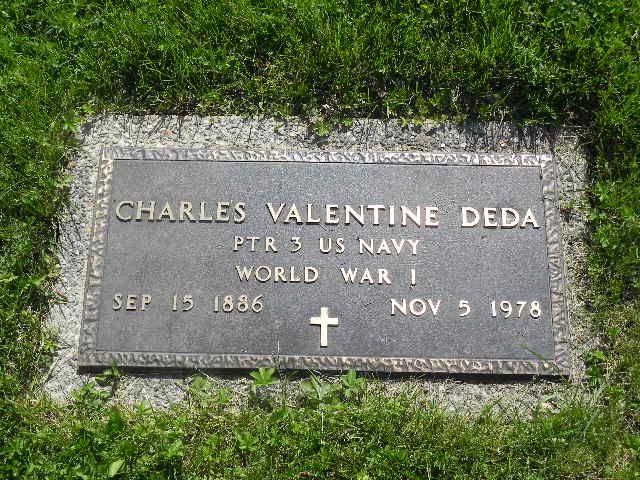 CHARLES VALENTINE DEDA
PTR 3 US NAVY
WORLD WAR I
SEP 15 1886 NOV 5 1978